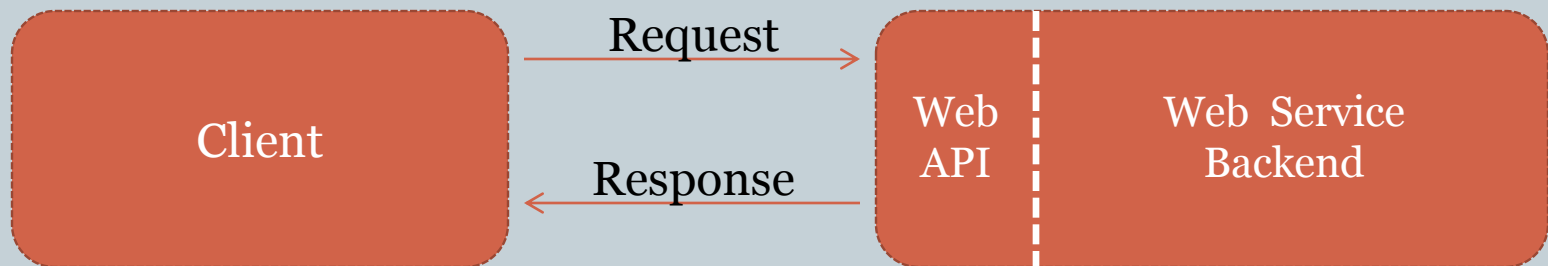 Client
Request
Response
Web
API
Web Service
Backend